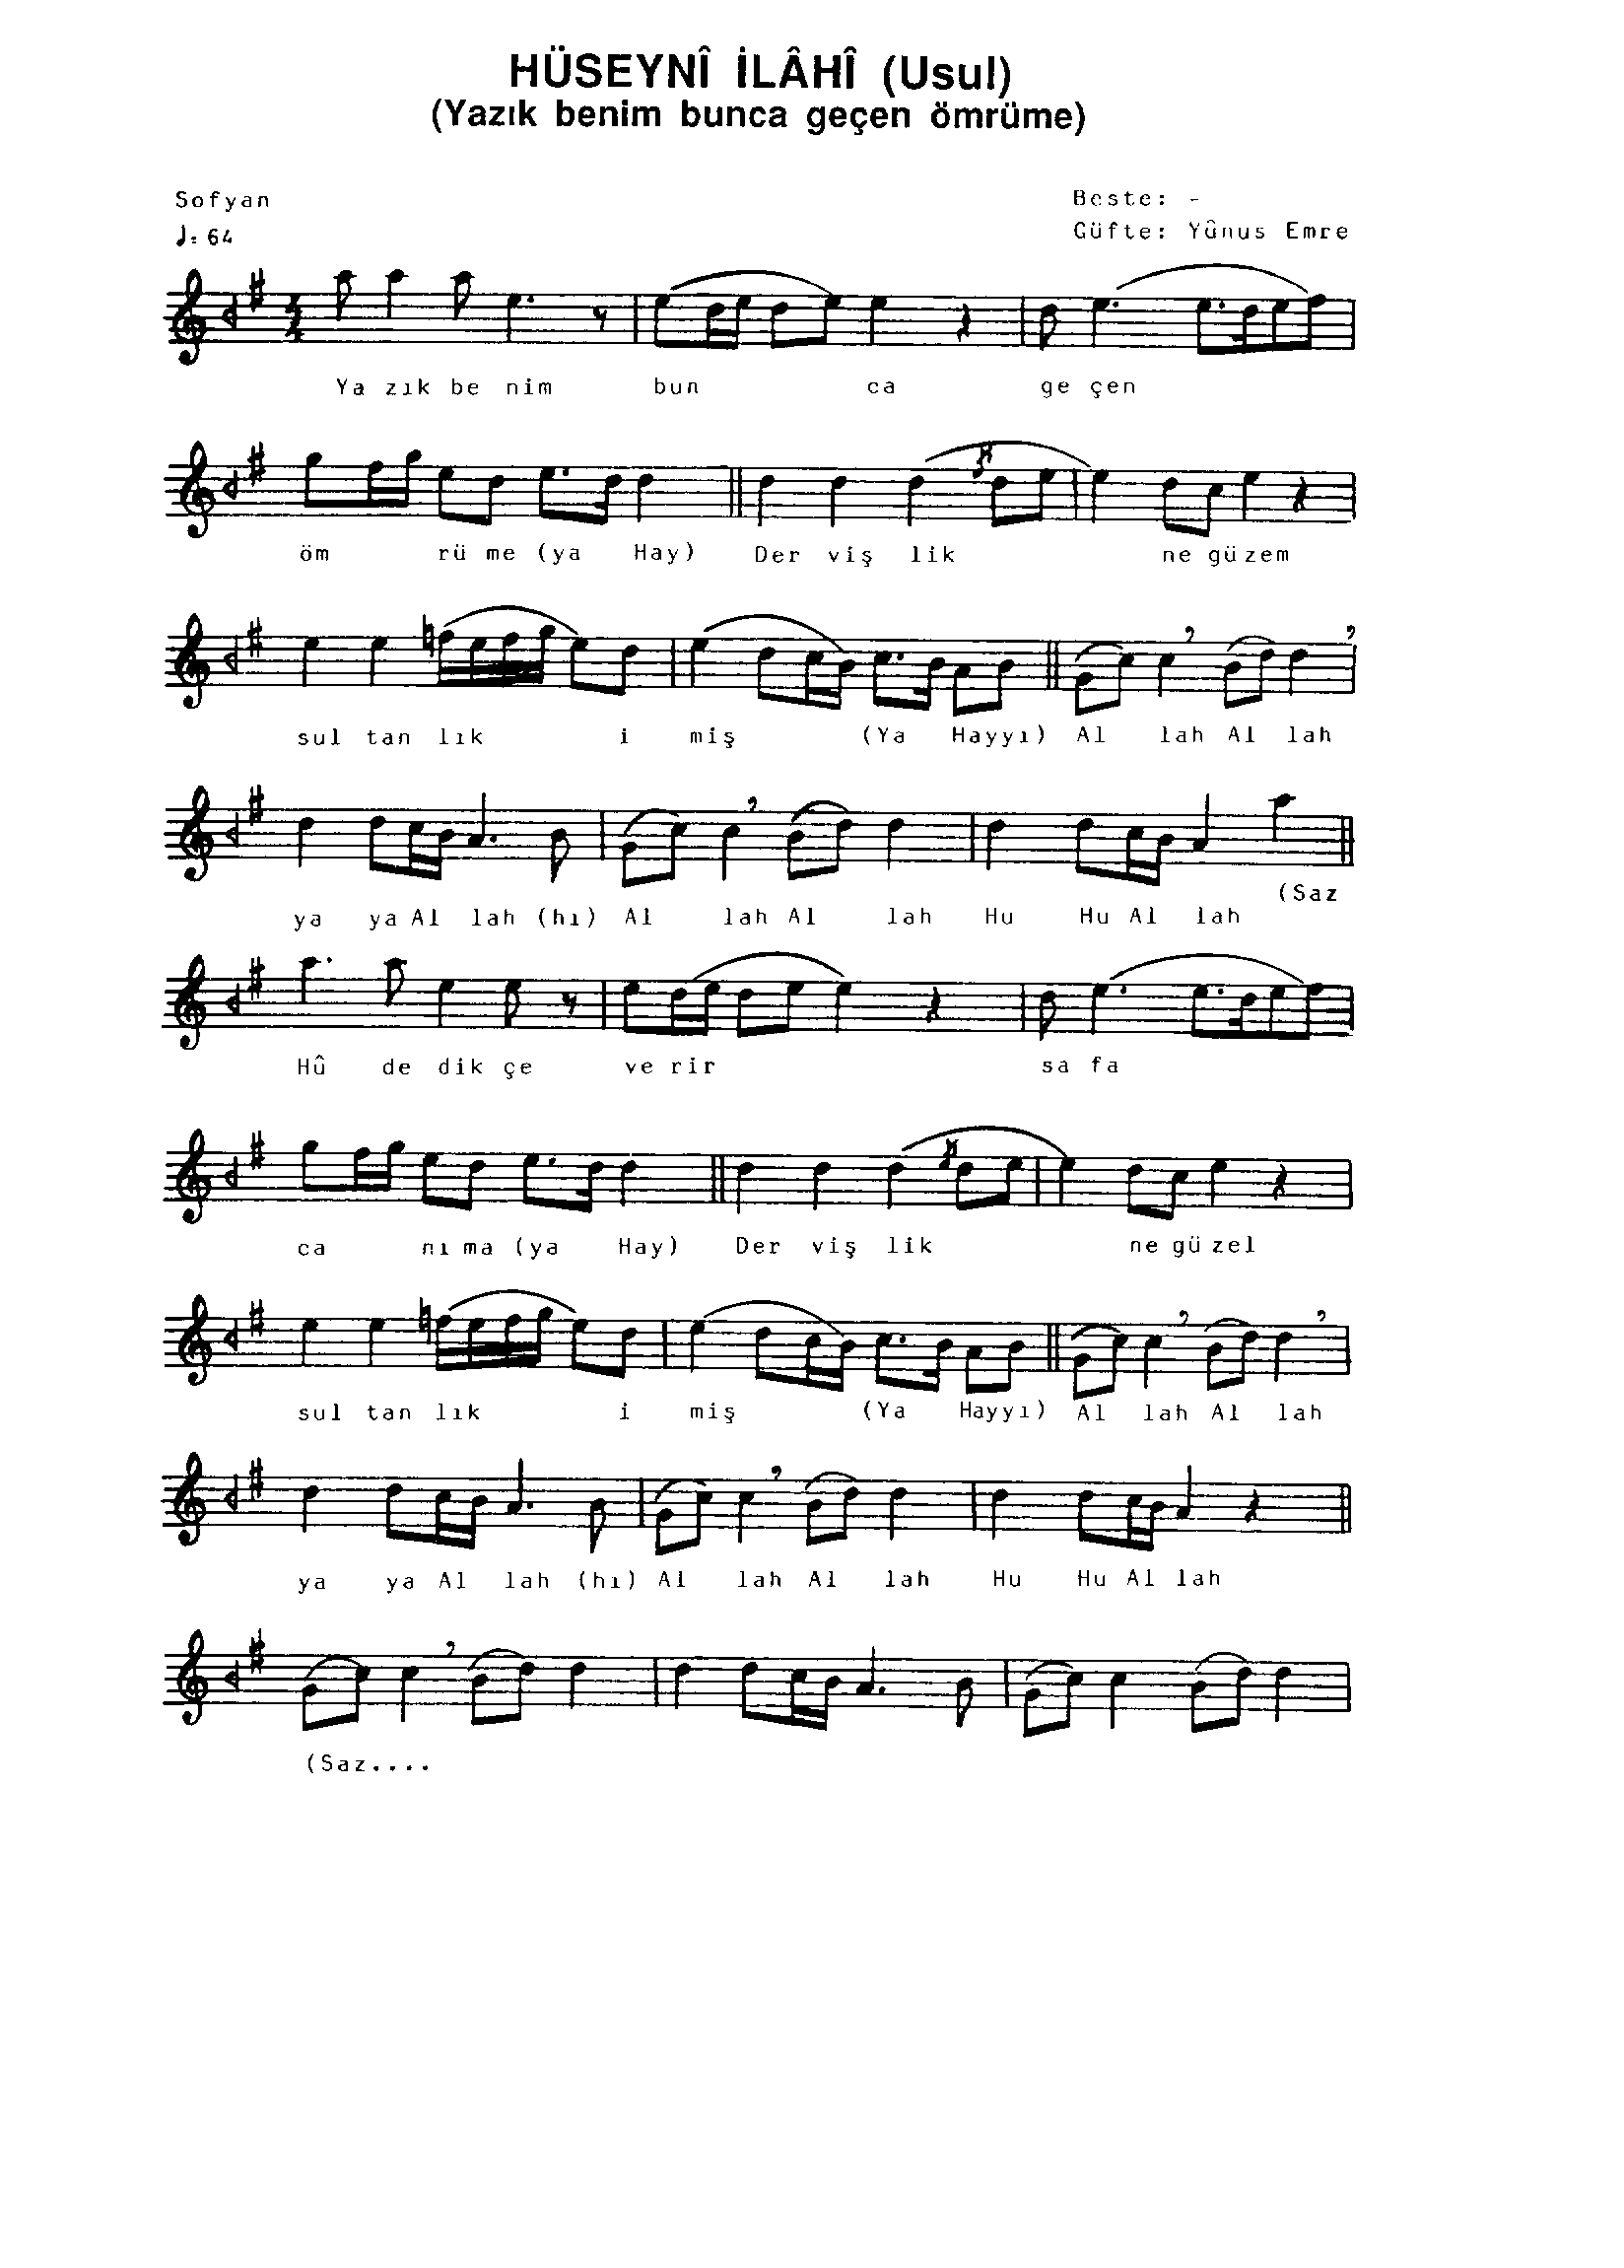 HÜSEYNÎ İLÂHÎ (Usul)
(Yazık benim bunca geçen ömrüme)
Sofyan
Beste: -
♩= 64
Güfte: Yûnus Emre
Ya zık be nim bun ca ge çen
öm rü me (ya Hay) Der viş lik ne gü zem
sul tan lık i miş (Ya Hayyı) Al lah Al lah
ya ya Al lah (hı) Al lah Al lah Hu Hu Al lah (Saz
Hû de dik çe ve rir sa fa
ca nı ma (ya Hay) Der viş lik ne gü zel
sul tan lık i miş (Ya Hayyı) Al lah Al lah
ya ya Al lah (hı) Al lah Al lah Hu Hu Al lah
(Saz....